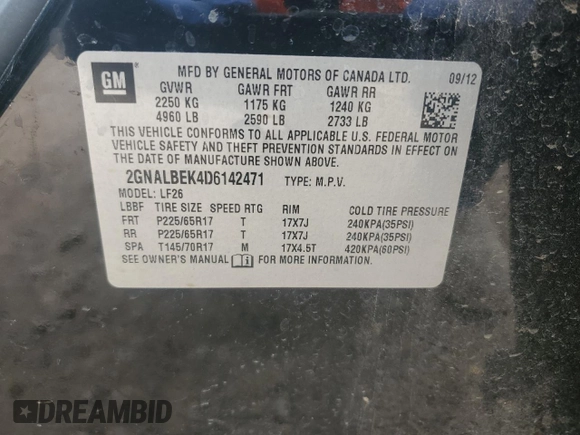 GM
MFD BY GENERAL MOTORS OF CANADA LTD. 09/12
GVWR GAWR FRT GAWR RR
2250 KG 1175 KG 1240 KG
4960 LB 2590 LB 2733 LB
THIS VEHICLE CONFORMS TO ALL APPLICABLE U.S. FEDERAL MOTOR
VEHICLE SAFETY AND THEFT PREVENTION STANDARDS IN EFFECT ON
THE DATE OF MANUFACTURE SHOWN ABOVE.
2GNALBEK4D6142471 TYPE: M.P.V.
MODEL: LF26
LBBF TIRE SIZE SPEED RTG RIM COLD TIRE PRESSURE
FRT P225/65R17 T 17X7J 240KPA(35PSI)
RR P225/65R17 T 17X7J 240KPA(35PSI)
SPA T145/70R17 M 17X4.5T 420KPA(60PSI)
SEE OWNER'S MANUAL FOR MORE INFORMATION.
DREAMBID